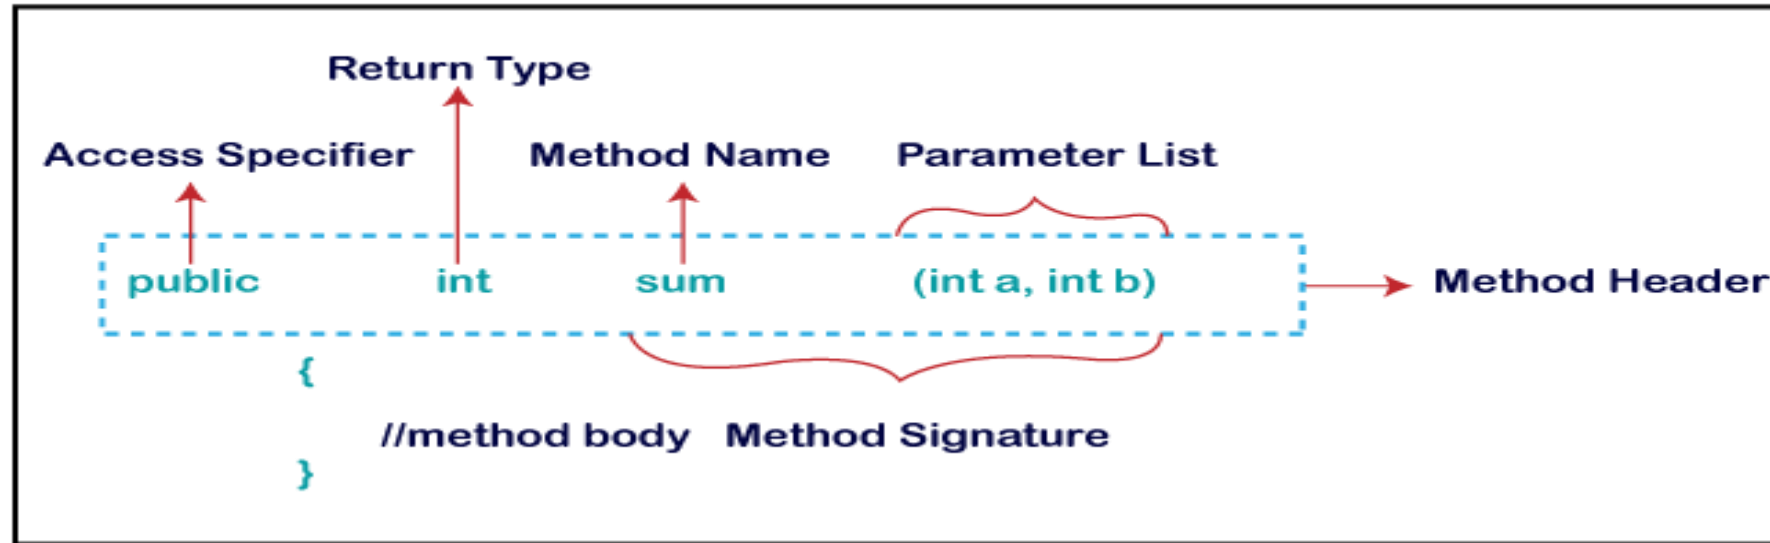 Return Type
Access Specifier Method Name Parameter List
public int sum (int a, int b) Method Header
{
//method body Method Signature
}